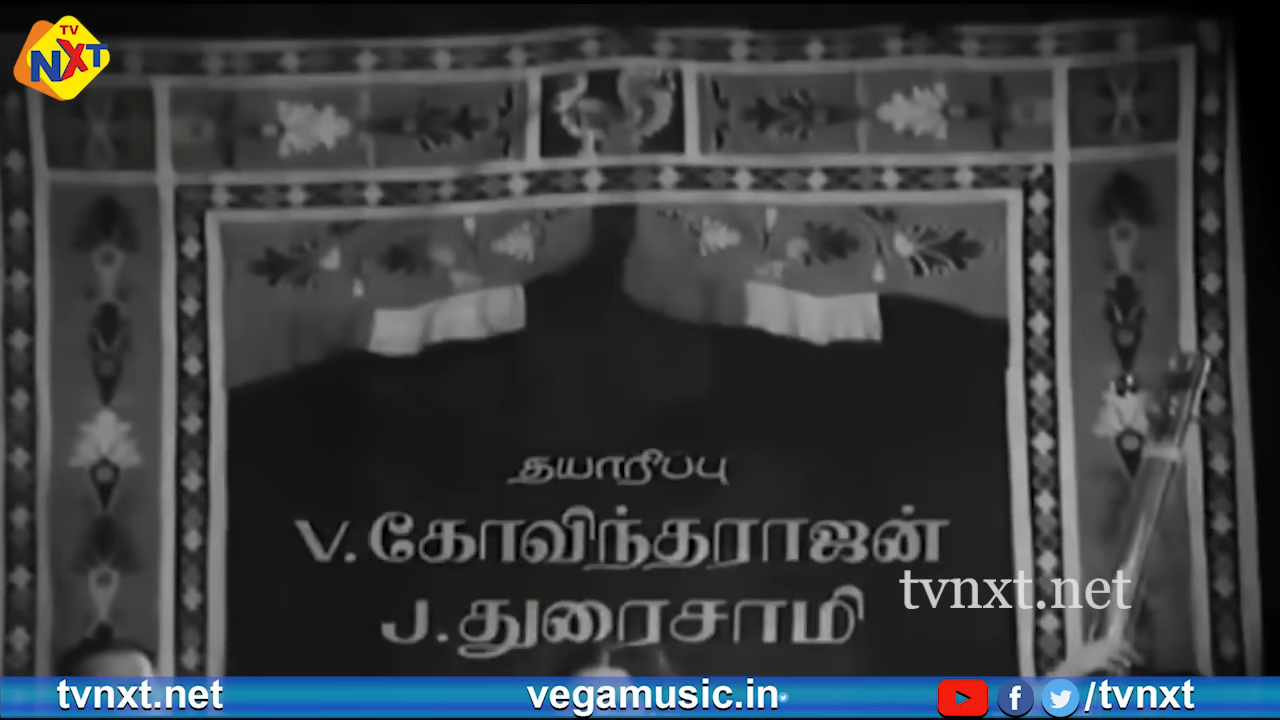 TV
NXT
தயாரிப்பு
V. கோவிந்தராஜன்
J. துரைசாமி
tvnxt.net
tvnxt.net
vegamusic.in
/tvnxt